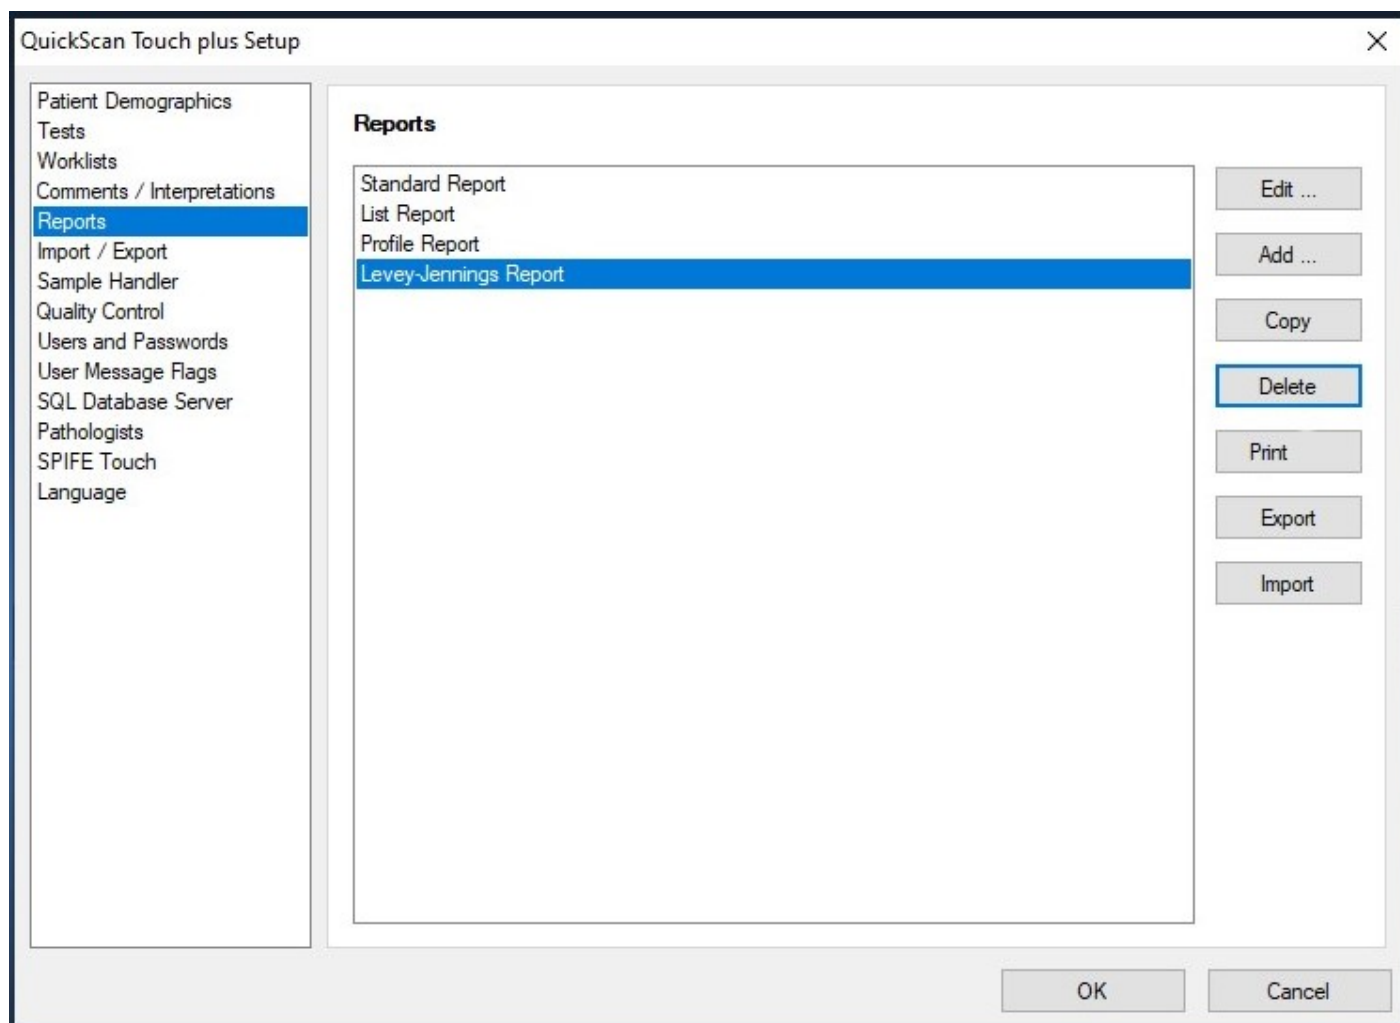 QuickScan Touch plus Setup
Patient Demographics
Tests
Worklists
Comments / Interpretations
Reports
Import / Export
Sample Handler
Quality Control
Users and Passwords
User Message Flags
SQL Database Server
Pathologists
SPIFE Touch
Language
Reports
Standard Report
List Report
Profile Report
Levey-Jennings Report
Edit ...
Add ...
Copy
Delete
Print
Export
Import
OK
Cancel